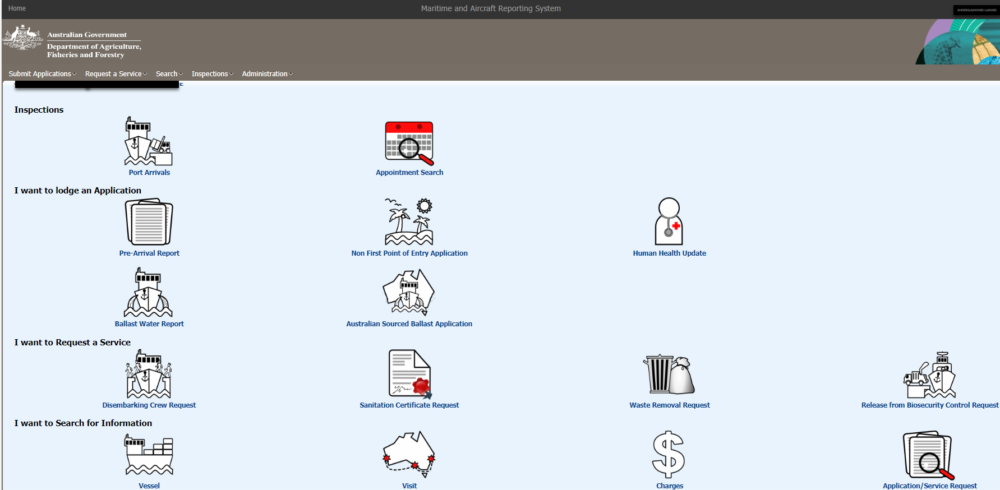 Home
Maritime and Aircraft Reporting System
Australian Government
Department of Agriculture,
Fisheries and Forestry
Submit Applications
Request a Service
Search
Inspections
Administration
Inspections
Port Arrivals
Appointment Search
I want to lodge an Application
Pre-Arrival Report
Non First Point of Entry Application
Human Health Update
Ballast Water Report
Australian Sourced Ballast Application
I want to Request a Service
Disembarking Crew Request
Sanitation Certificate Request
Waste Removal Request
Release from Biosecurity Control Request
I want to Search for Information
Vessel
Visit
Charges
Application/Service Request